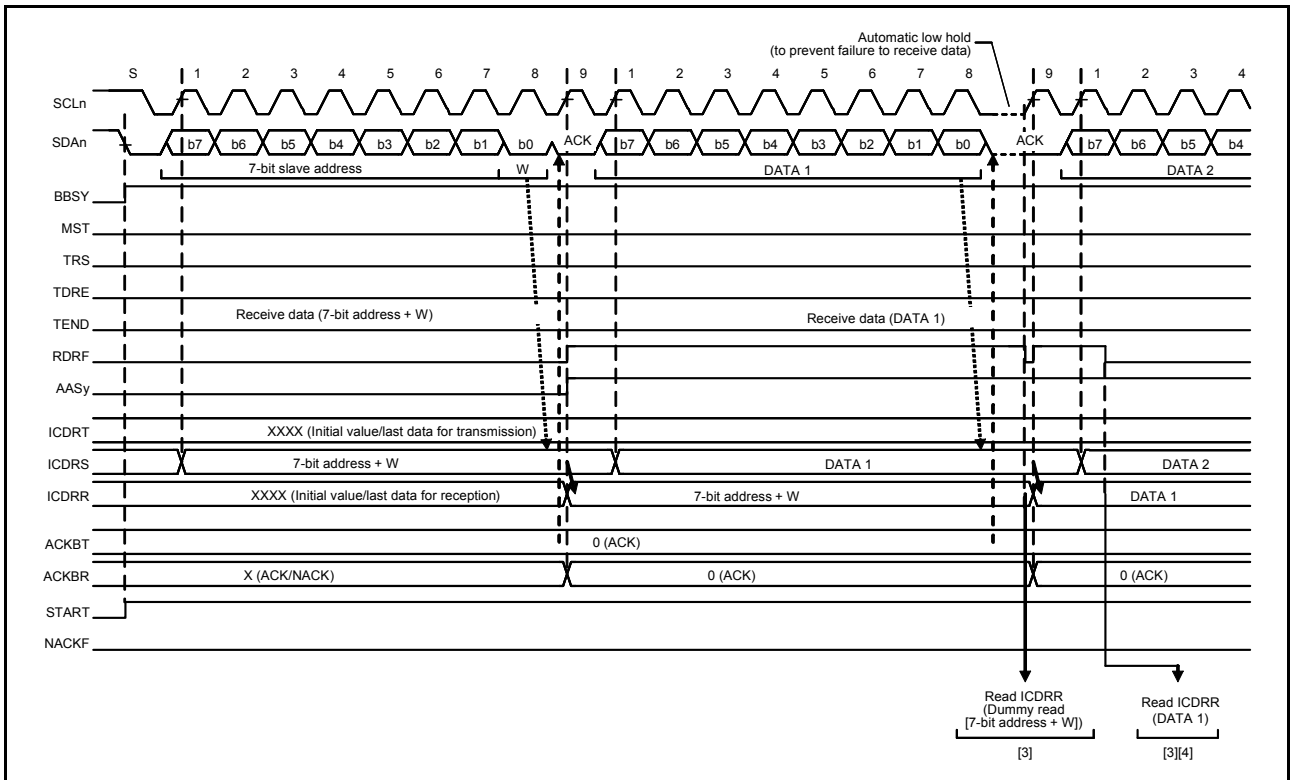 Automatic low hold
(to prevent failure to receive data)
S 1 2 3 4 5 6 7 8 9 1 2 3 4 5 6 7 8 9 1 2 3 4
SCLn
SDAn b7 b6 b5 b4 b3 b2 b1 b0 ACK b7 b6 b5 b4 b3 b2 b1 b0 ACK b7 b6 b5 b4
7-bit slave address W DATA 1 DATA 2
BBSY
MST
TRS
TDRE
Receive data (7-bit address + W) Receive data (DATA 1)
TEND
RDRF
AASy
ICDRT XXXX (Initial value/last data for transmission)
ICDRS 7-bit address + W DATA 1 DATA 2
ICDRR XXXX (Initial value/last data for reception) 7-bit address + W DATA 1
ACKBT 0 (ACK)
ACKBR X (ACK/NACK) 0 (ACK) 0 (ACK)
START
NACKF
Read ICDRR
(Dummy read
[7-bit address + W])
[3]
Read ICDRR
(DATA 1)
[3][4]